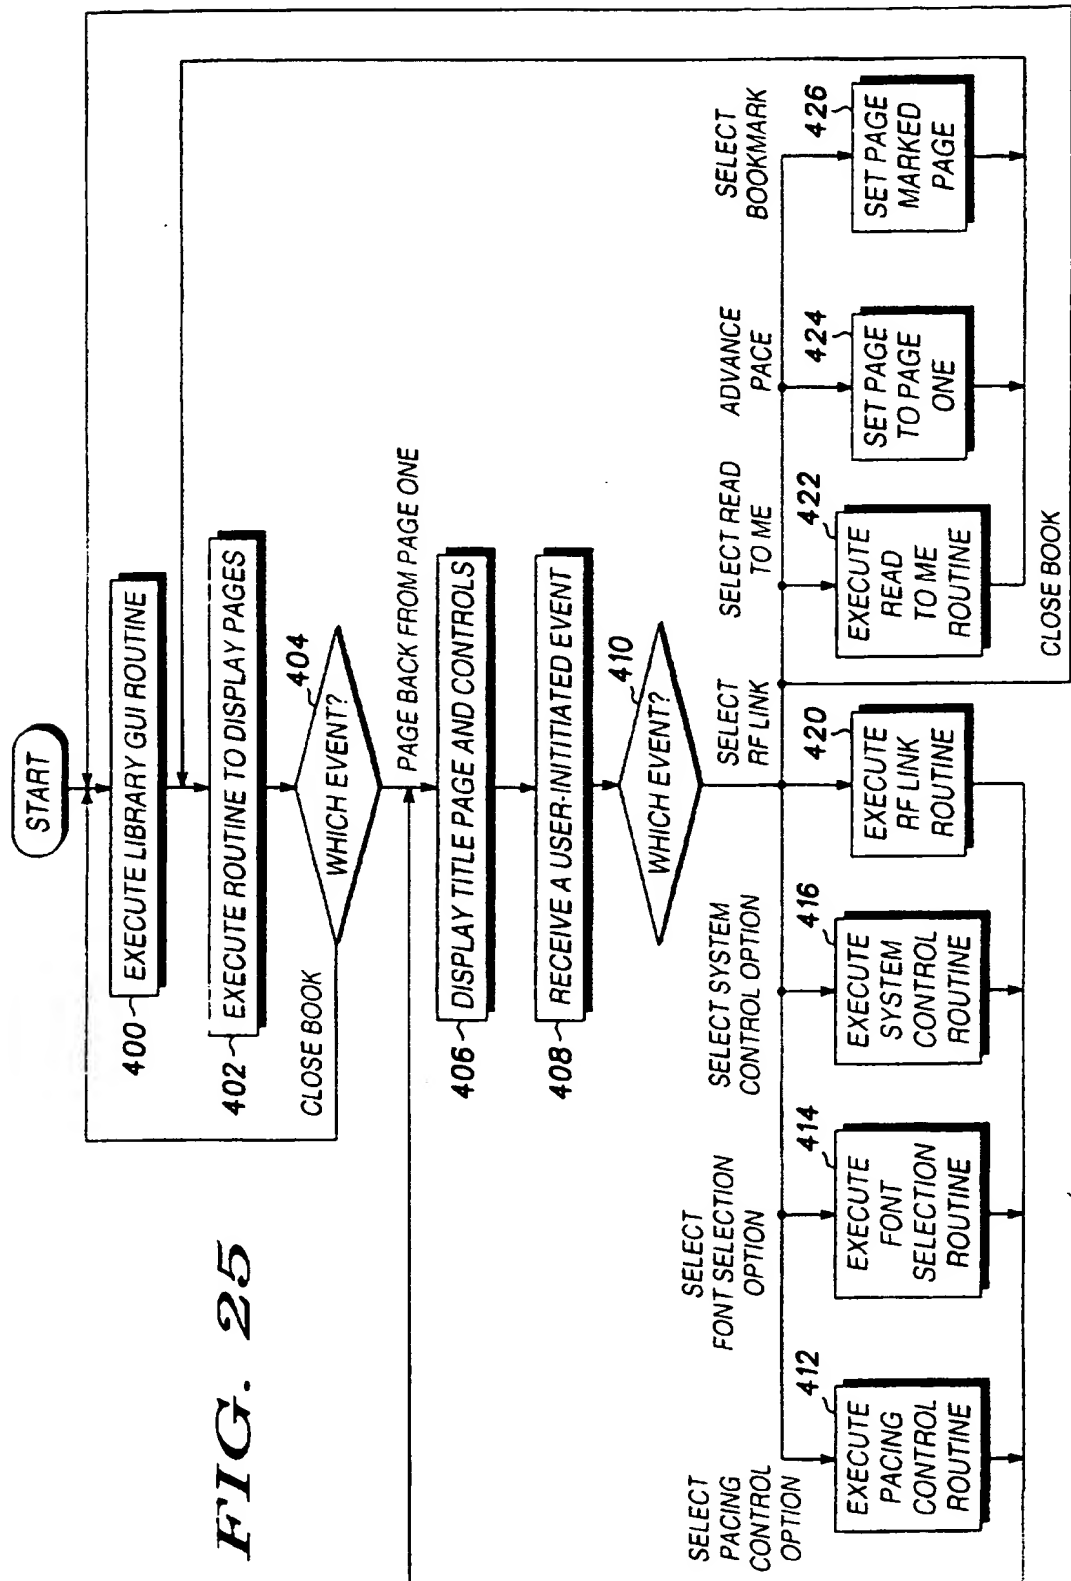 FIG. 25
START
400
EXECUTE LIBRARY GUI ROUTINE
402
EXECUTE ROUTINE TO DISPLAY PAGES
404
WHICH EVENT?
CLOSE BOOK
PAGE BACK FROM PAGE ONE
406
DISPLAY TITLE PAGE AND CONTROLS
408
RECEIVE A USER-INITITIATED EVENT
410
WHICH EVENT?
SELECT
PACING
CONTROL
OPTION
412
EXECUTE
PACING
CONTROL
ROUTINE
SELECT
FONT SELECTION
OPTION
414
EXECUTE
FONT
SELECTION
ROUTINE
SELECT SYSTEM
CONTROL OPTION
416
EXECUTE
SYSTEM
CONTROL
ROUTINE
SELECT
RF LINK
420
EXECUTE
RF LINK
ROUTINE
SELECT READ
TO ME
422
EXECUTE
READ
TO ME
ROUTINE
ADVANCE
PACE
424
SET PAGE
TO PAGE
ONE
SELECT
BOOKMARK
426
SET PAGE
MARKED
PAGE
CLOSE BOOK